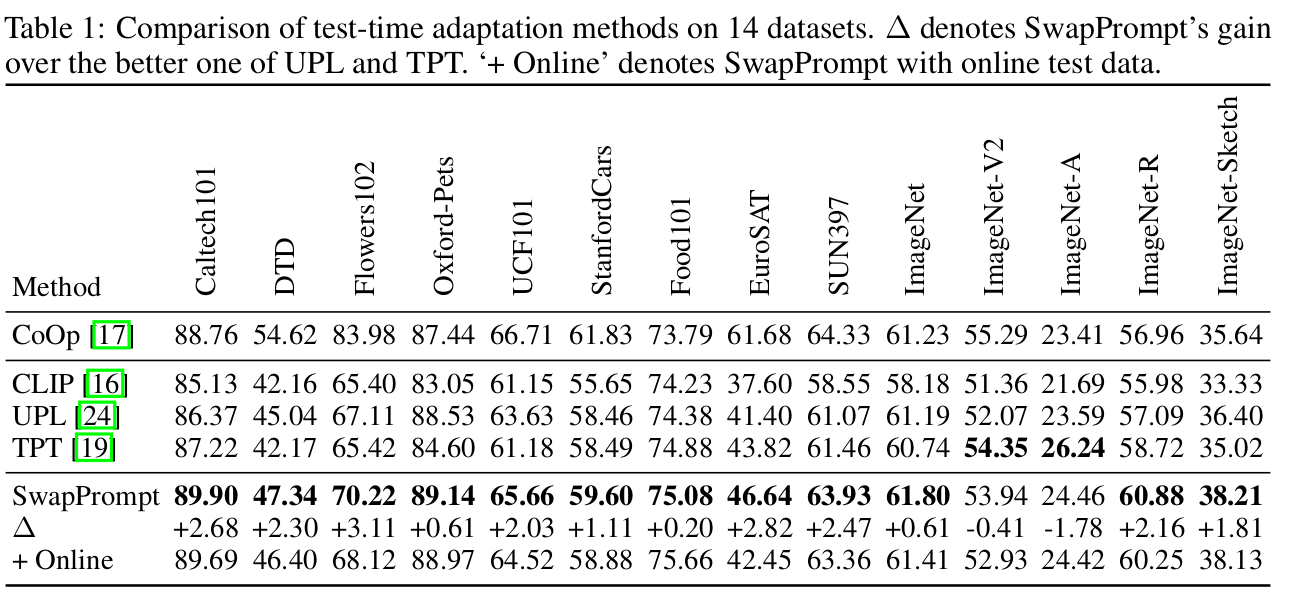 Table 1: Comparison of test-time adaptation methods on 14 datasets. Δ denotes SwapPrompt's gain
over the better one of UPL and TPT. ‘+ Online’ denotes SwapPrompt with online test data.
Method Caltech101 DTD Flowers102 Oxford-Pets UCF101 StanfordCars Food101 EuroSAT SUN397 ImageNet ImageNet-V2 ImageNet-A ImageNet-R ImageNet-Sketch
CoOp [17] 88.76 54.62 83.98 87.44 66.71 61.83 73.79 61.68 64.33 61.23 55.29 23.41 56.96 35.64
CLIP [16] 85.13 42.16 65.40 83.05 61.15 55.65 74.23 37.60 58.55 58.18 51.36 21.69 55.98 33.33
UPL [24] 86.37 45.04 67.11 88.53 63.63 58.46 74.38 41.40 61.07 61.19 52.07 23.59 57.09 36.40
TPT [19] 87.22 42.17 65.42 84.60 61.18 58.49 74.88 43.82 61.46 60.74 54.35 26.24 58.72 35.02
SwapPrompt 89.90 47.34 70.22 89.14 65.66 59.60 75.08 46.64 63.93 61.80 53.94 24.46 60.88 38.21
Δ +2.68 +2.30 +3.11 +0.61 +2.03 +1.11 +0.20 +2.82 +2.47 +0.61 -0.41 -1.78 +2.16 +1.81
+ Online 89.69 46.40 68.12 88.97 64.52 58.88 75.66 42.45 63.36 61.41 52.93 24.42 60.25 38.13